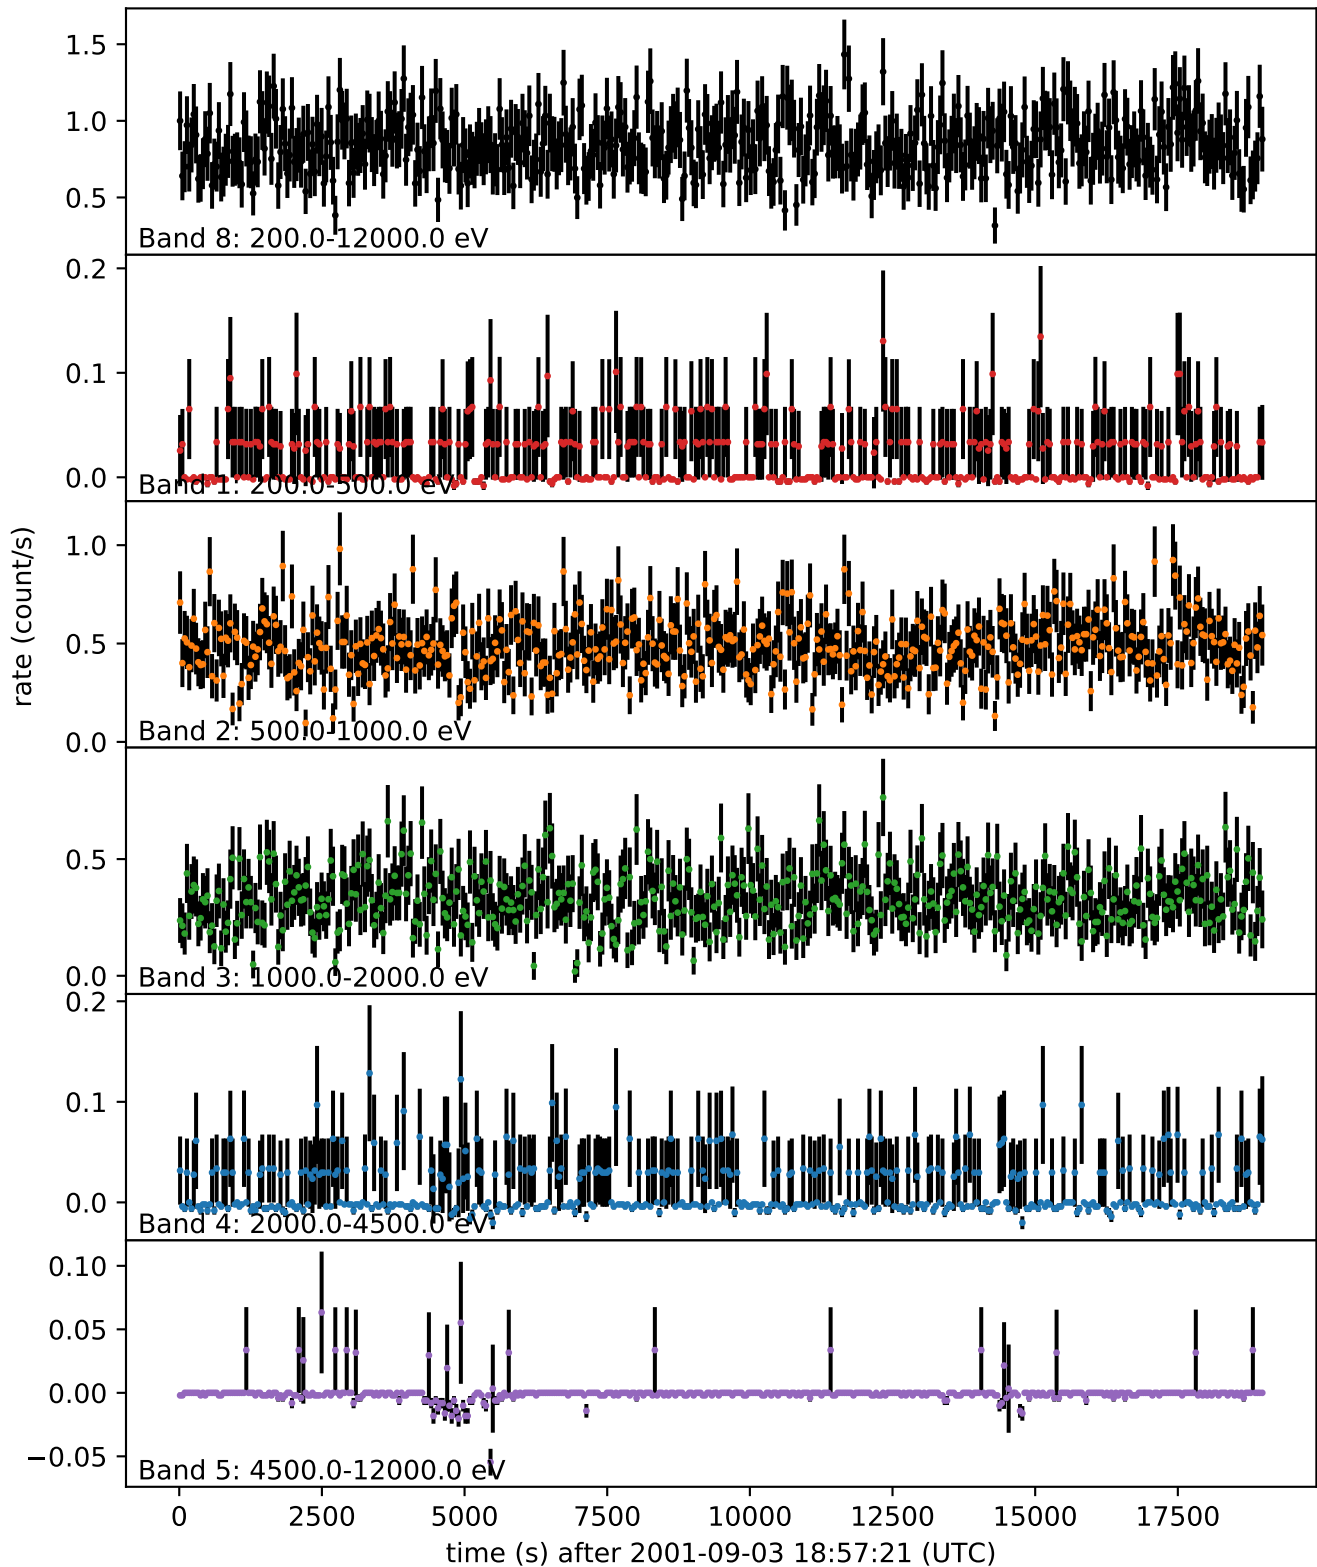 1.5
1.0
0.5
Band 8: 200.0-12000.0 eV
0.2
0.1
0.0
Band 1: 200.0-500.0 eV
1.0
0.5
0.0
Band 2: 500.0-1000.0 eV
rate (count/s)
0.5
0.0
Band 3: 1000.0-2000.0 eV
0.2
0.1
0.0
Band 4: 2000.0-4500.0 eV
0.10
0.05
0.00
−0.05
Band 5: 4500.0-12000.0 eV
0 2500 5000 7500 10000 12500 15000 17500
time (s) after 2001-09-03 18:57:21 (UTC)